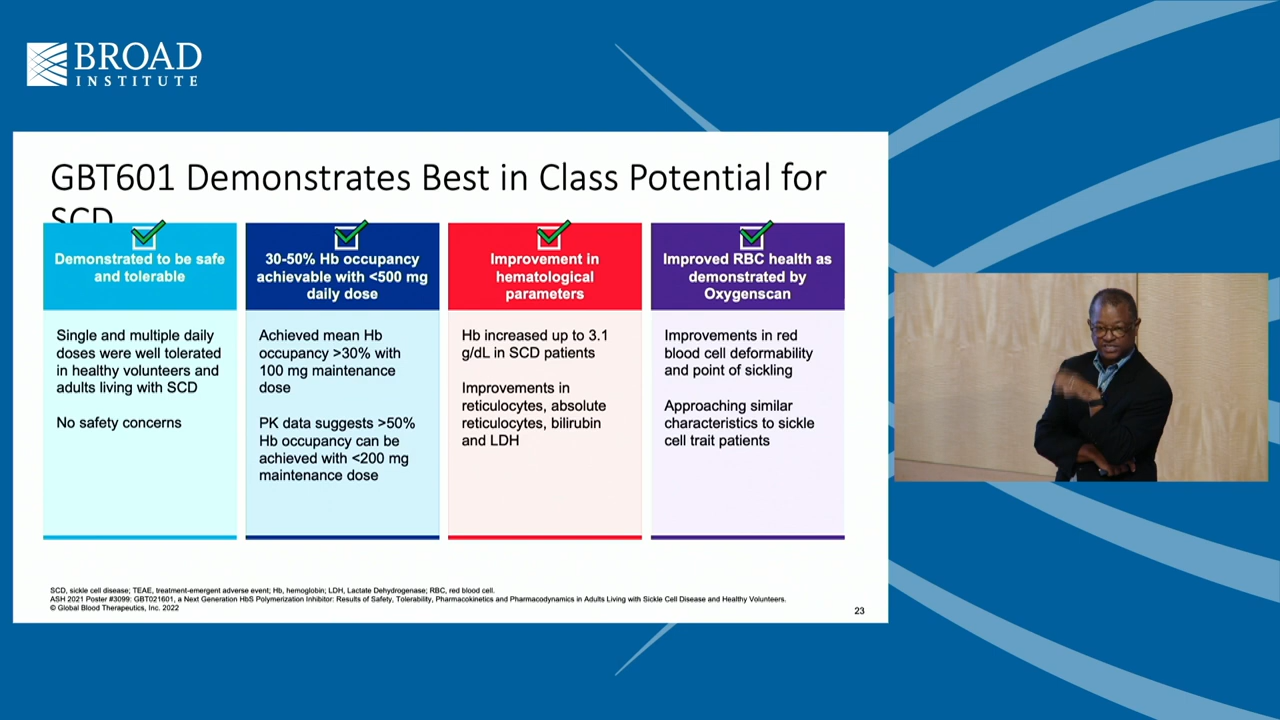 BROAD
INSTITUTE
GBT601 Demonstrates Best in Class Potential for
SCD
Demonstrated to be safe
and tolerable
Single and multiple daily
doses were well tolerated
in healthy volunteers and
adults living with SCD
No safety concerns
30-50% Hb occupancy
achievable with <500 mg
daily dose
Achieved mean Hb
occupancy >30% with
100 mg maintenance
dose
PK data suggests >50%
Hb occupancy can be
achieved with <200 mg
maintenance dose
Improvement in
hematological
parameters
Hb increased up to 3.1
g/dL in SCD patients
Improvements in
reticulocytes, absolute
reticulocytes, bilirubin
and LDH
Improved RBC health as
demonstrated by
Oxygenscan
Improvements in red
blood cell deformability
and point of sickling
Approaching similar
characteristics to sickle
cell trait patients
SCD, sickle cell disease; TEAE, treatment-emergent adverse event; Hb, hemoglobin; LDH, Lactate Dehydrogenase; RBC, red blood cell.
ASH 2021 Poster #3099: GBT021601, a Next Generation HbS Polymerization Inhibitor: Results of Safety, Tolerability, Pharmacokinetics and Pharmacodynamics in Adults Living with Sickle Cell Disease and Healthy Volunteers.
© Global Blood Therapeutics, Inc. 2022
23